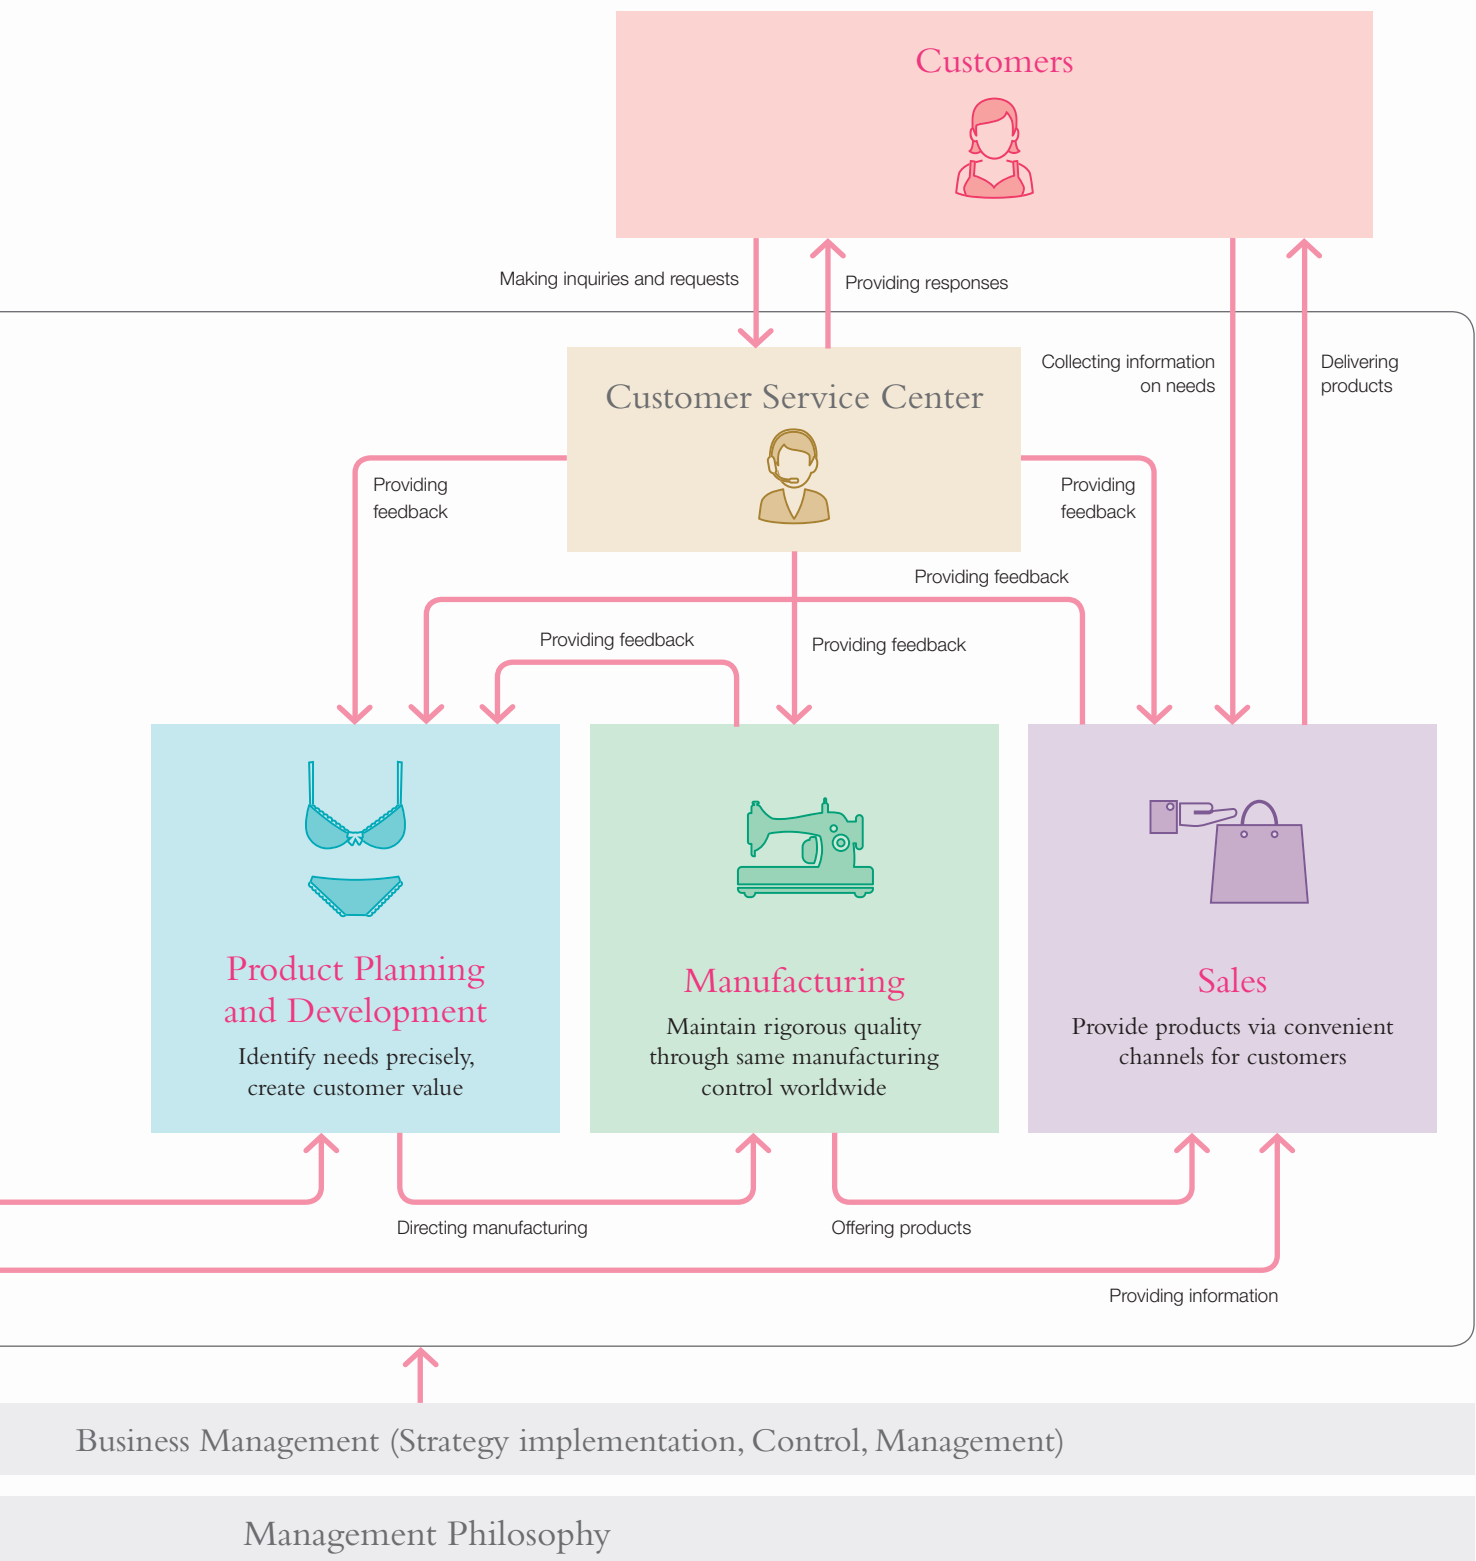 Customers
Making inquiries and requests
Providing responses
Collecting information
on needs
Delivering
products
Customer Service Center
Providing
feedback
Providing
feedback
Providing feedback
Providing feedback
Providing feedback
Product Planning
and Development
Identify needs precisely,
create customer value
Manufacturing
Maintain rigorous quality
through same manufacturing
control worldwide
Sales
Provide products via convenient
channels for customers
Directing manufacturing
Offering products
Providing information
Business Management (Strategy implementation, Control, Management)
Management Philosophy